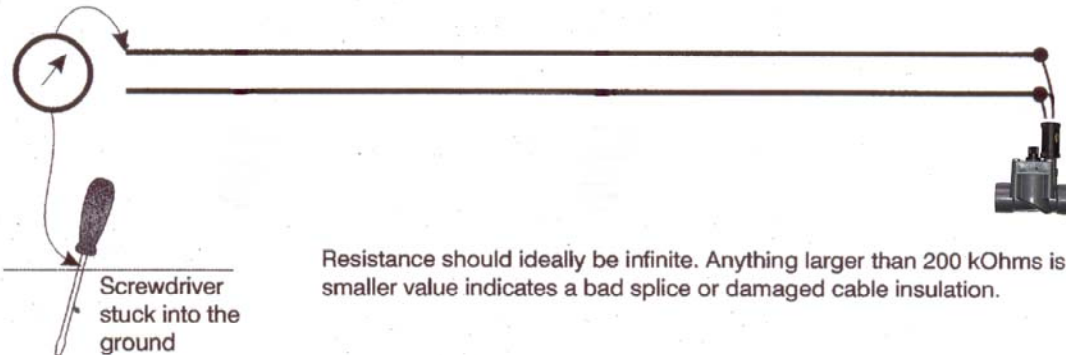 Resistance should ideally be infinite. Anything larger than 200 kOhms is
smaller value indicates a bad splice or damaged cable insulation.
Screwdriver
stuck into the
ground